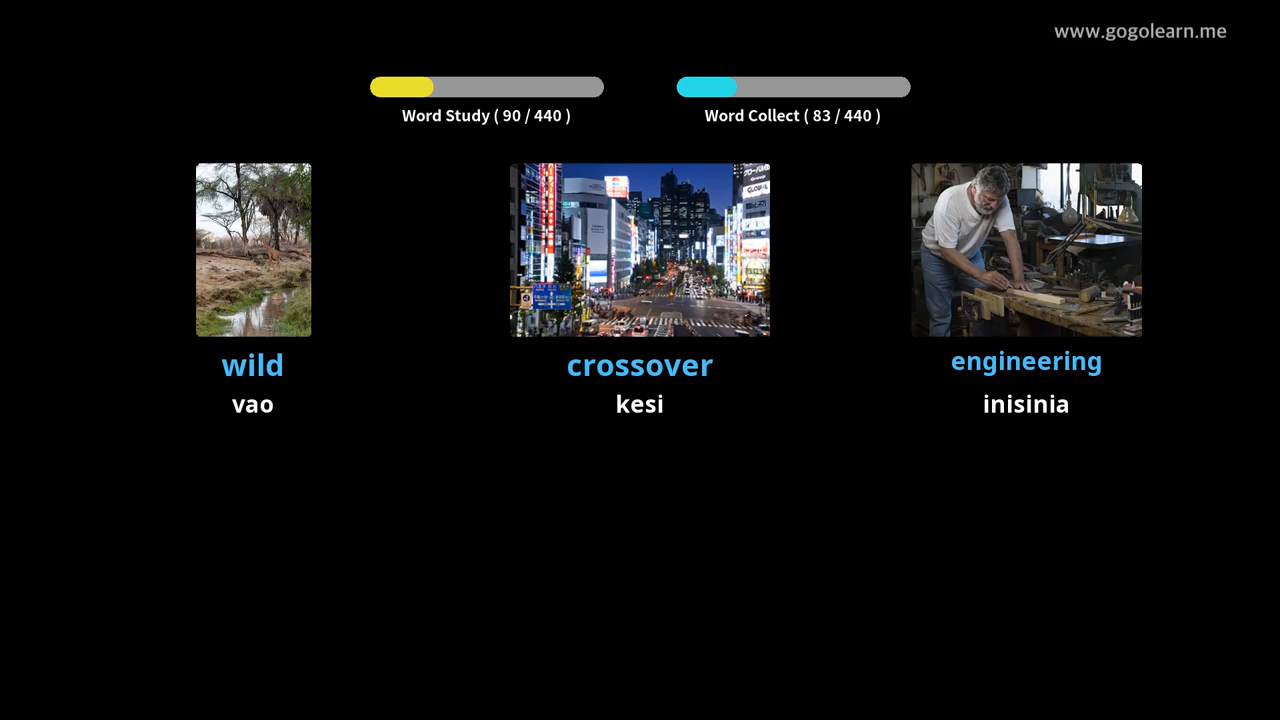 www.gogolearn.me
Word Study ( 90 / 440 )
Word Collect ( 83 / 440 )
wild
crossover
engineering
vao
kesi
inisinia